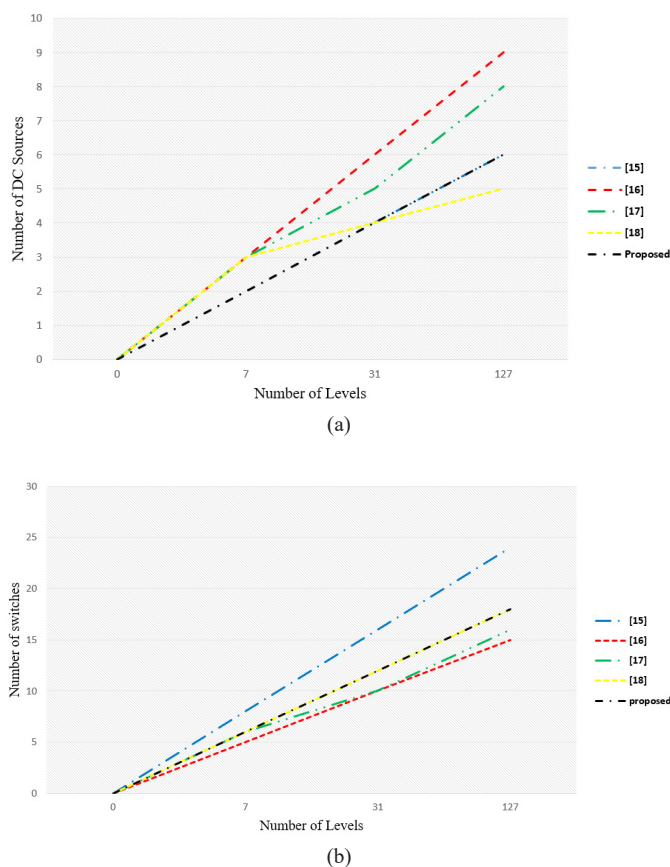 10
9
8
7
6
5
4
3
2
1
0
Number of DC Sources
0 7 31 127
Number of Levels
[15]
[16]
[17]
[18]
Proposed
(a)
30
25
20
15
10
5
0
Number of switches
0 7 31 127
Number of Levels
[15]
[16]
[17]
[18]
proposed
(b)